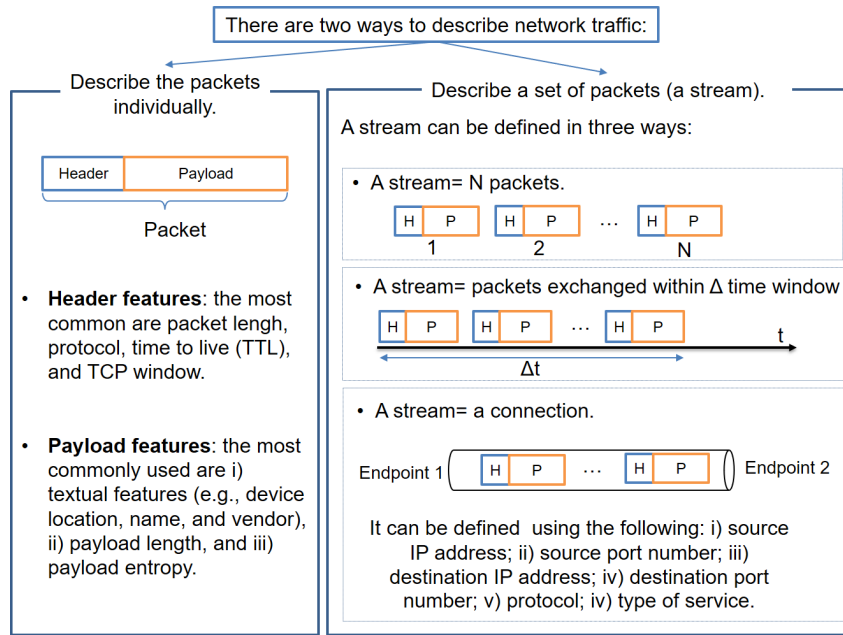 There are two ways to describe network traffic:
Describe the packets
individually.
Header
Payload
Packet
• Header features: the most
common are packet lengh,
protocol, time to live (TTL),
and TCP window.
• Payload features: the most
commonly used are i)
textual features (e.g., device
location, name, and vendor),
ii) payload length, and iii)
payload entropy.
Describe a set of packets (a stream).
A stream can be defined in three ways:
• A stream= N packets.
H P H P ... H P
1 2 N
• A stream= packets exchanged within Δ time window
H P H P ... H P
t
Δt
• A stream= a connection.
Endpoint 1 H P ... H P Endpoint 2
It can be defined using the following: i) source
IP address; ii) source port number; iii)
destination IP address; iv) destination port
number; v) protocol; iv) type of service.